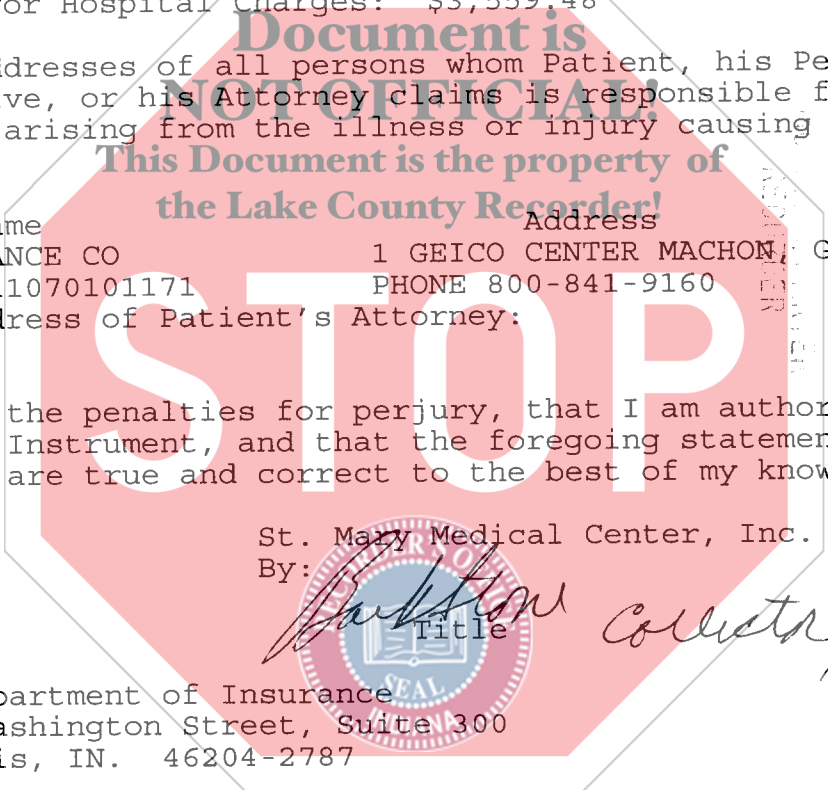 or Hospital Charges: $3,559.48
Document is
ddresses of all persons whom Patient, his Pe
NOT OFFICIAL!
ve, or his Attorney claims is responsible f
arising from the illness or injury causing
This Document is the property of
the Lake County Recorder!
me Address
ANCE CO 1 GEICO CENTER MACHON, G
11070101171 PHONE 800-841-9160
dress of Patient's Attorney:
STOP
the penalties for perjury, that I am author
Instrument, and that the foregoing statemen
are true and correct to the best of my know
St. Mary Medical Center, Inc.
By:
Title Collector
RECORDER'S OFFICE
SEAL
INDIANA
partment of Insurance
ashington Street, Suite 300
is, IN. 46204-2787